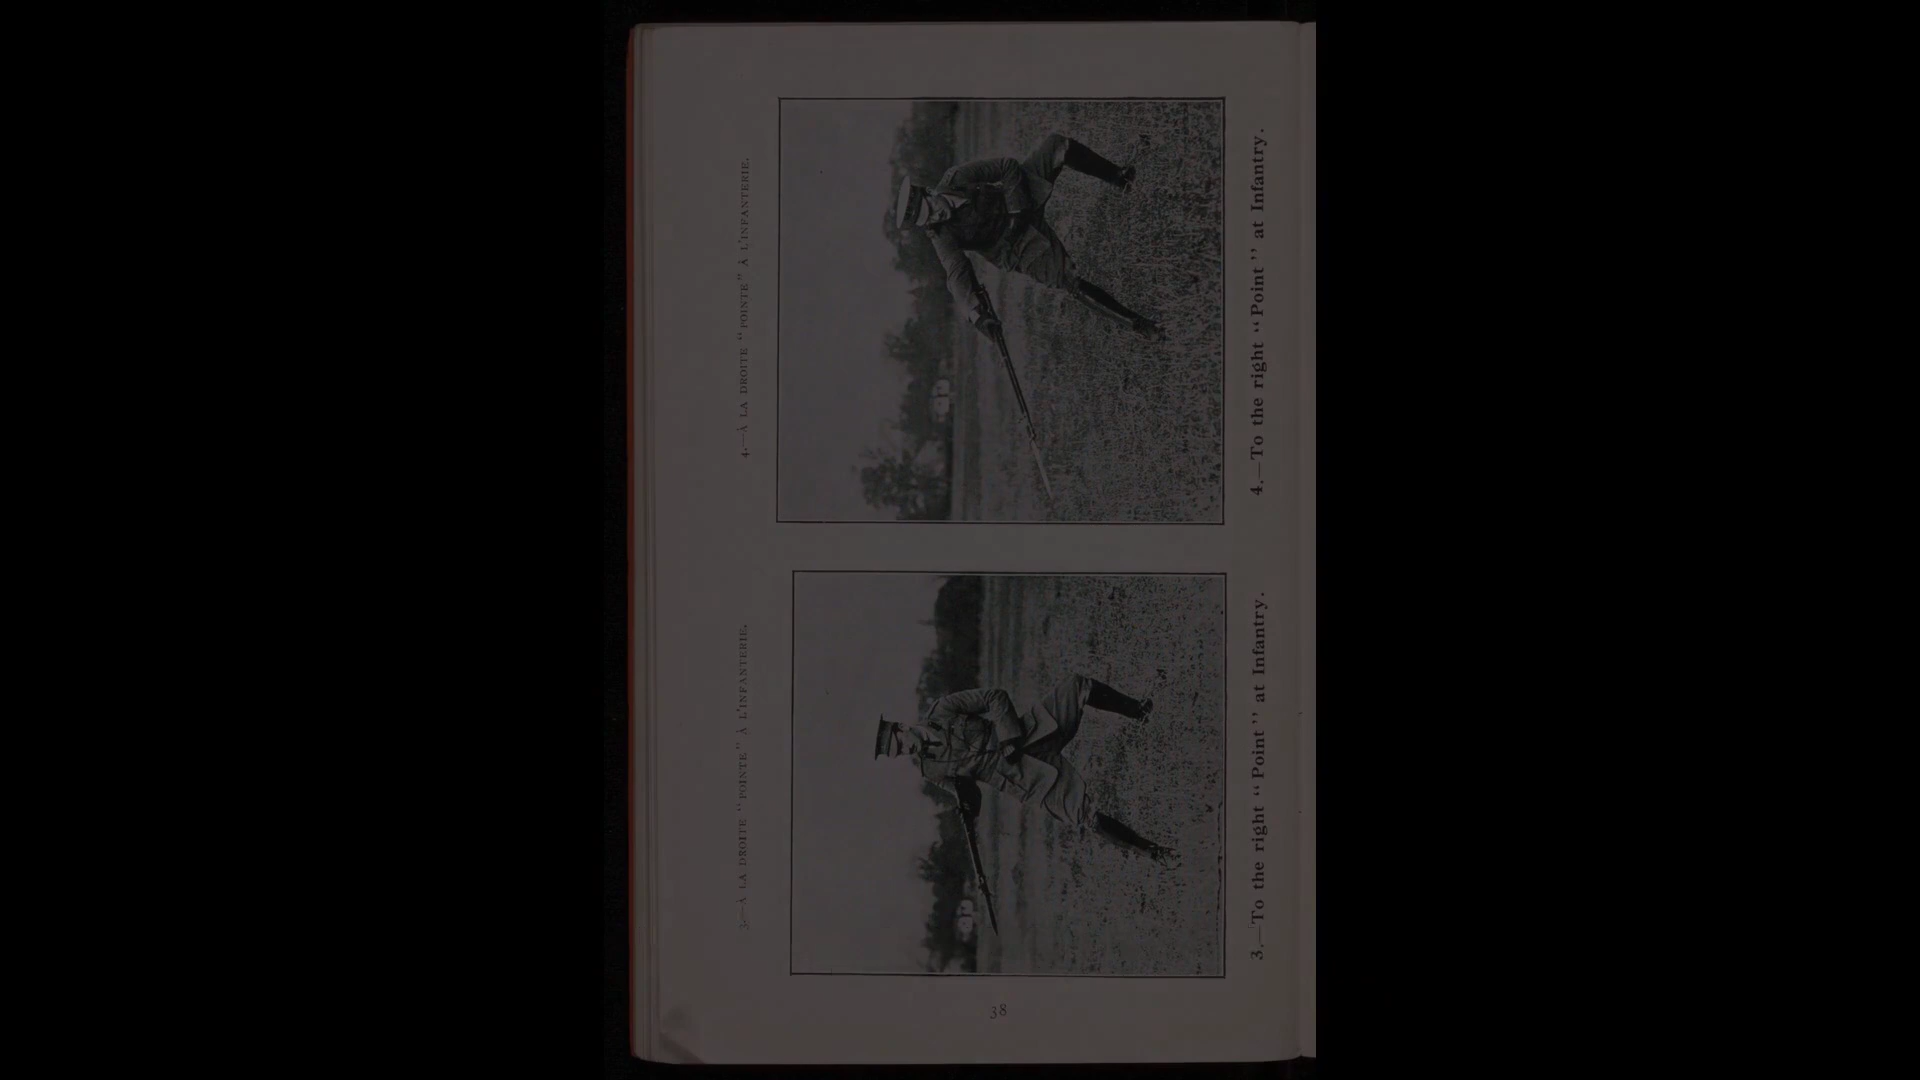 3.—À LA DROITE "POINTE" À L'INFANTERIE.
3.—To the right "Point" at Infantry.
4.—À LA DROITE "POINTE" À L'INFANTERIE.
4.—To the right "Point" at Infantry.
38